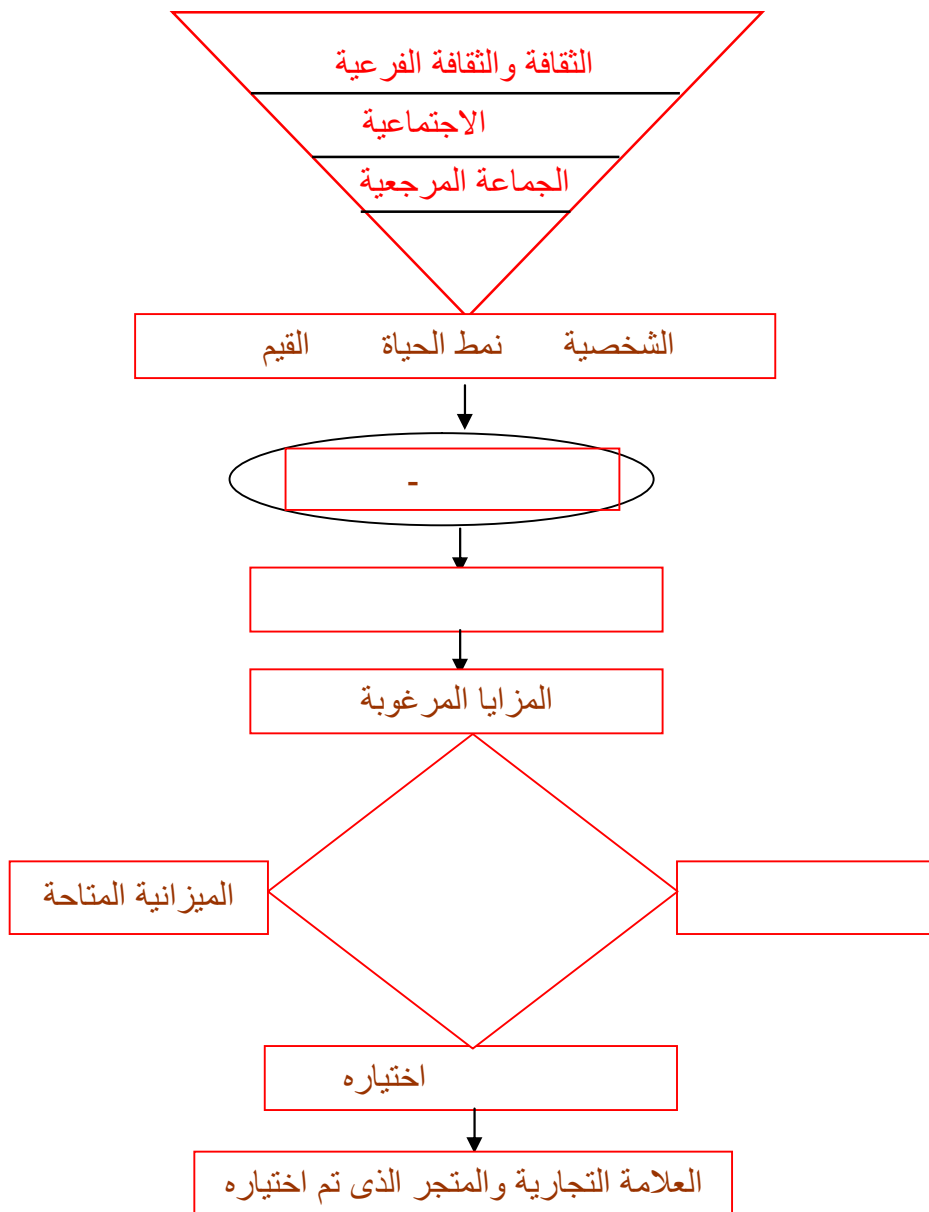 الثقافة والثقافة الفرعية
الاجتماعية
الجماعة المرجعية
الشخصية نمط الحياة القيم
-
المزايا المرغوبة
الميزانية المتاحة
اختياره
العلامة التجارية والمتجر الذى تم اختياره